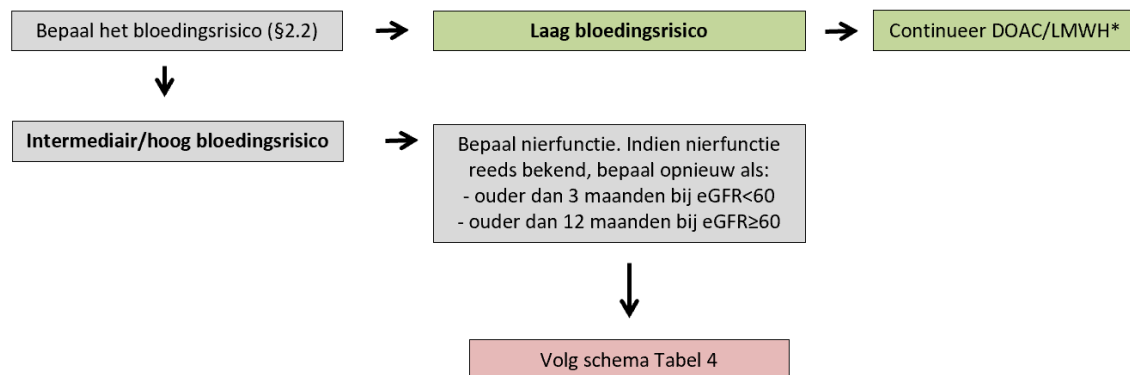 Bepaal het bloedingsrisico (§2.2)
Laag bloedingsrisico
Continueer DOAC/LMWH*
Intermediair/hoog bloedingsrisico
Bepaal nierfunctie. Indien nierfunctie
reeds bekend, bepaal opnieuw als:
- ouder dan 3 maanden bij eGFR<60
- ouder dan 12 maanden bij eGFR≥60
Volg schema Tabel 4